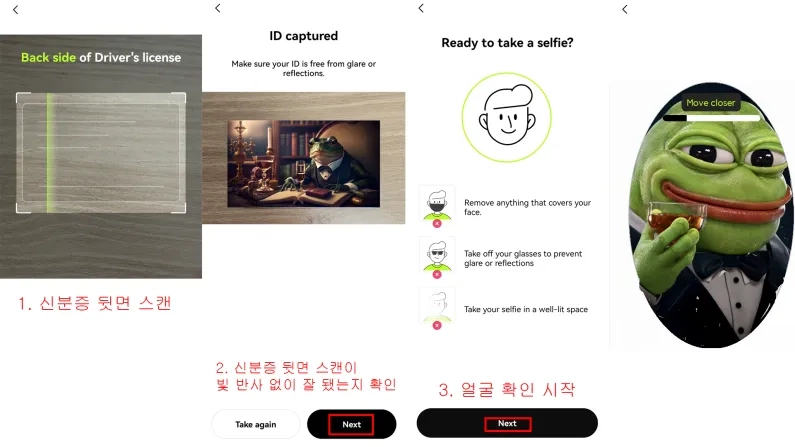 Back side of Driver's license
1. 신분증 뒷면 스캔
ID captured
Make sure your ID is free from glare or
reflections.
2. 신분증 뒷면 스캔이
빛 반사 없이 잘 됐는지 확인
Take again
Next
Ready to take a selfie?
Remove anything that covers your
face.
Take off your glasses to prevent
glare or reflections
Take your selfie in a well-lit space
3. 얼굴 확인 시작
Next
Move closer